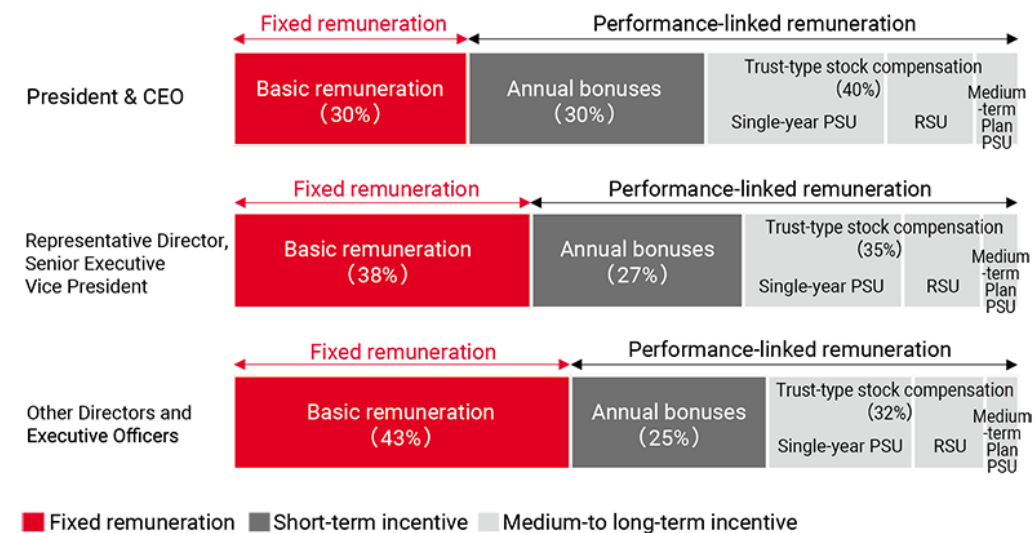 Fixed remuneration Performance-linked remuneration
President & CEO
Basic remuneration
(30%)
Annual bonuses
(30%)
Trust-type stock compensation
(40%)
Single-year PSU RSU
Medium
-term
Plan
PSU
Fixed remuneration Performance-linked remuneration
Representative Director,
Senior Executive
Vice President
Basic remuneration
(38%)
Annual bonuses
(27%)
Trust-type stock compensation
(35%)
Single-year PSU RSU
Medium
-term
Plan
PSU
Fixed remuneration Performance-linked remuneration
Other Directors and
Executive Officers
Basic remuneration
(43%)
Annual bonuses
(25%)
Trust-type stock compensation
(32%)
Single-year PSU RSU
Medium
-term
Plan
PSU
Fixed remuneration Short-term incentive Medium-to long-term incentive